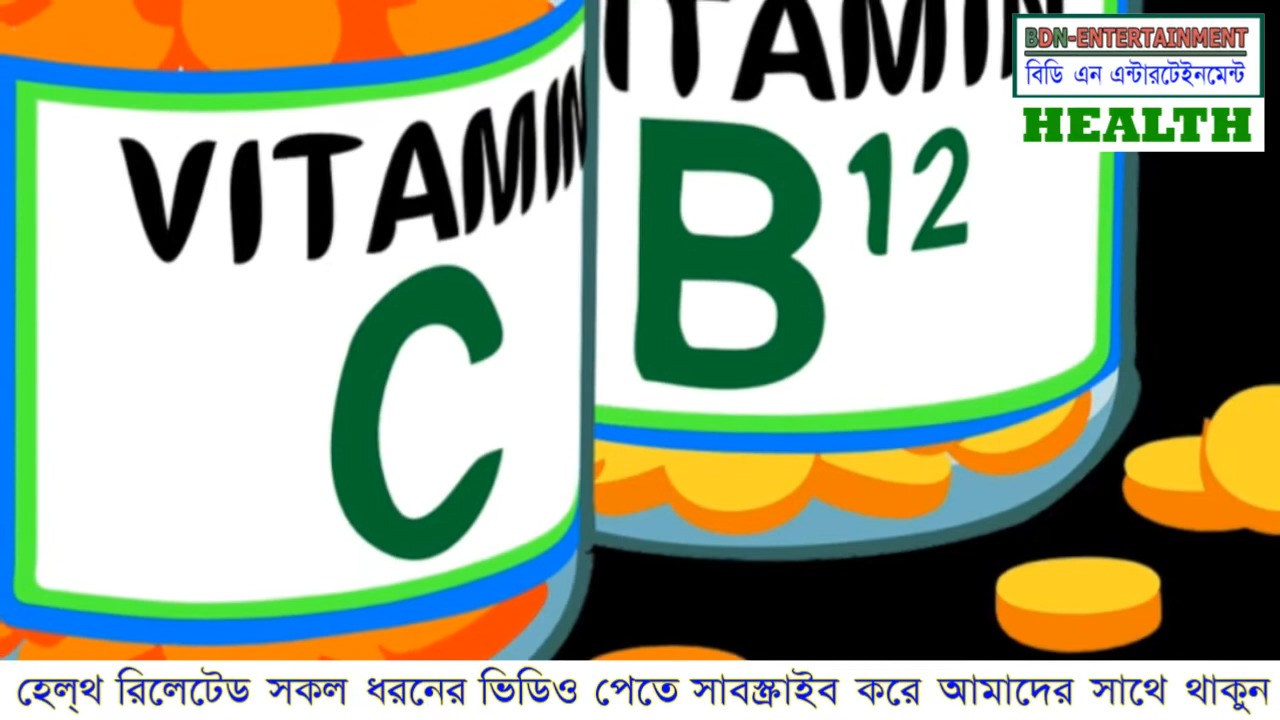 VITAMIN
C
VITAMIN
B12
BDN-ENTERTAINMENT
বিডি এন এন্টারটেইনমেন্ট
HEALTH
হেল্থ রিলেটেড সকল ধরনের ভিডিও পেতে সাবস্ক্রাইব করে আমাদের সাথে থাকুন